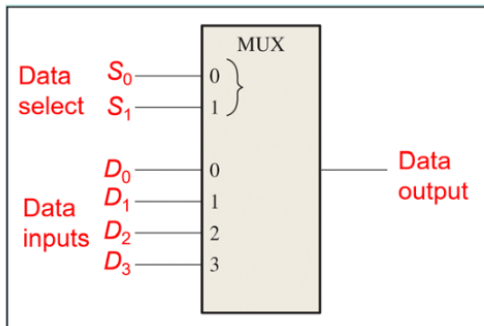 MUX
Data
select
S₀
0
S₁
1
D₀
0
D₁
1
Data
inputs
D₂
2
D₃
3
Data
output